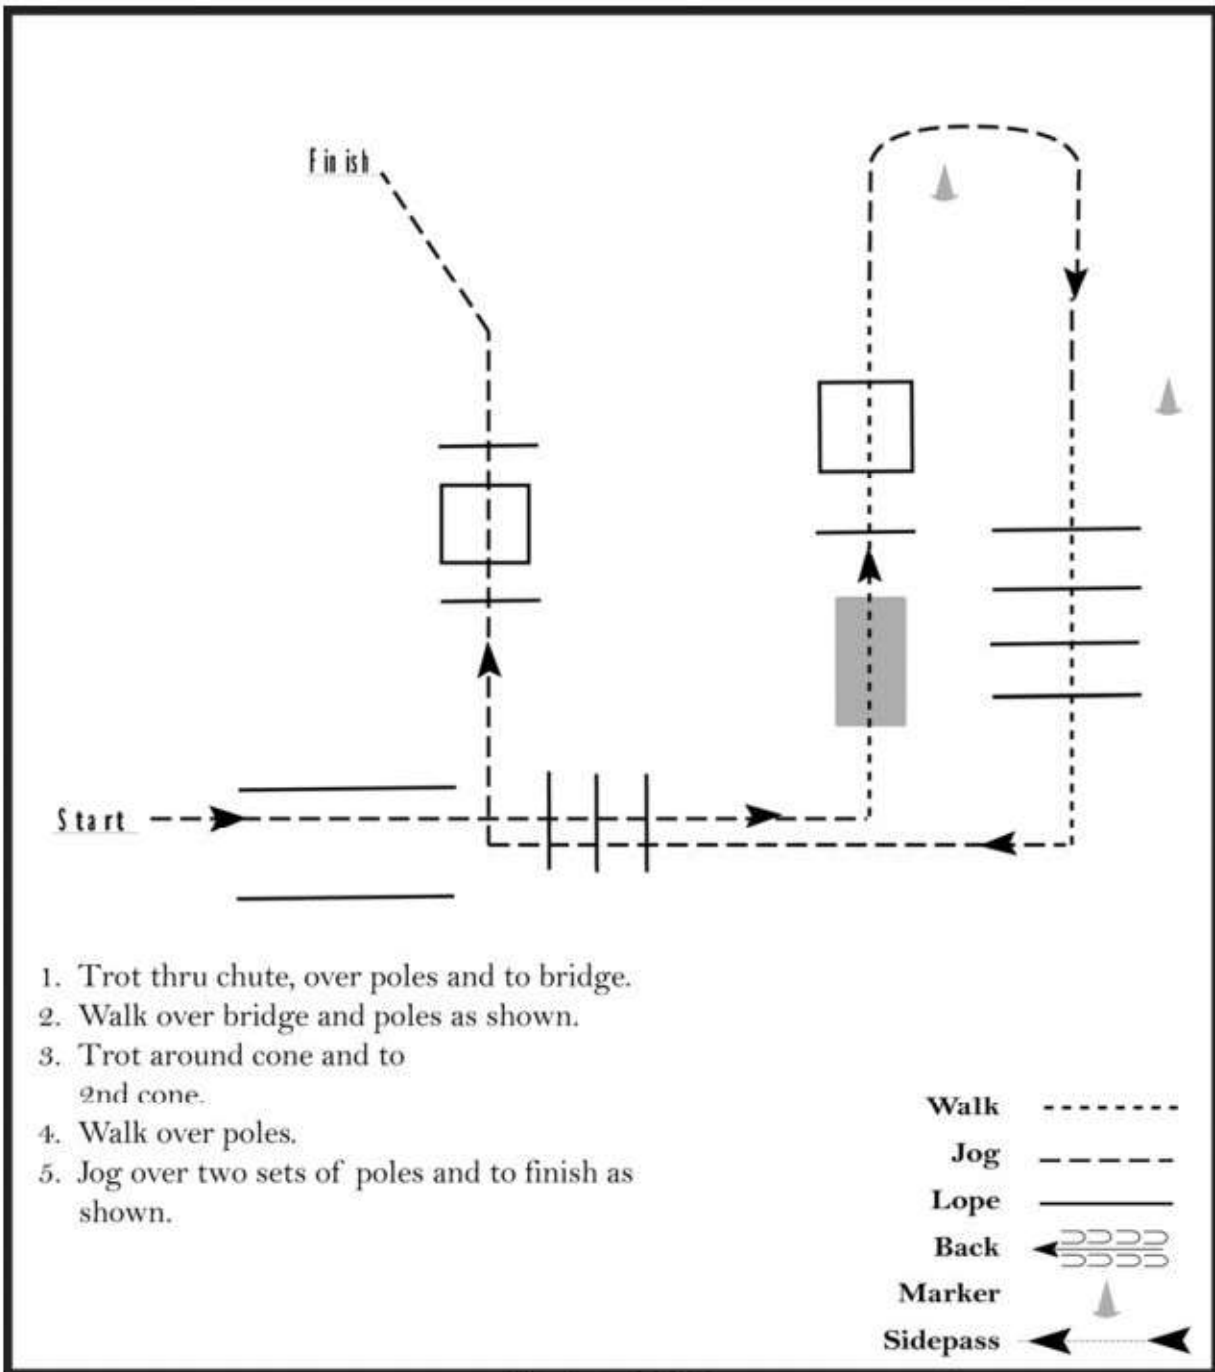 Finish
Start
1. Trot thru chute, over poles and to bridge.
2. Walk over bridge and poles as shown.
3. Trot around cone and to
2nd cone.
4. Walk over poles.
5. Jog over two sets of poles and to finish as
shown.
Walk
Jog
Lope
Back
Marker
Sidepass